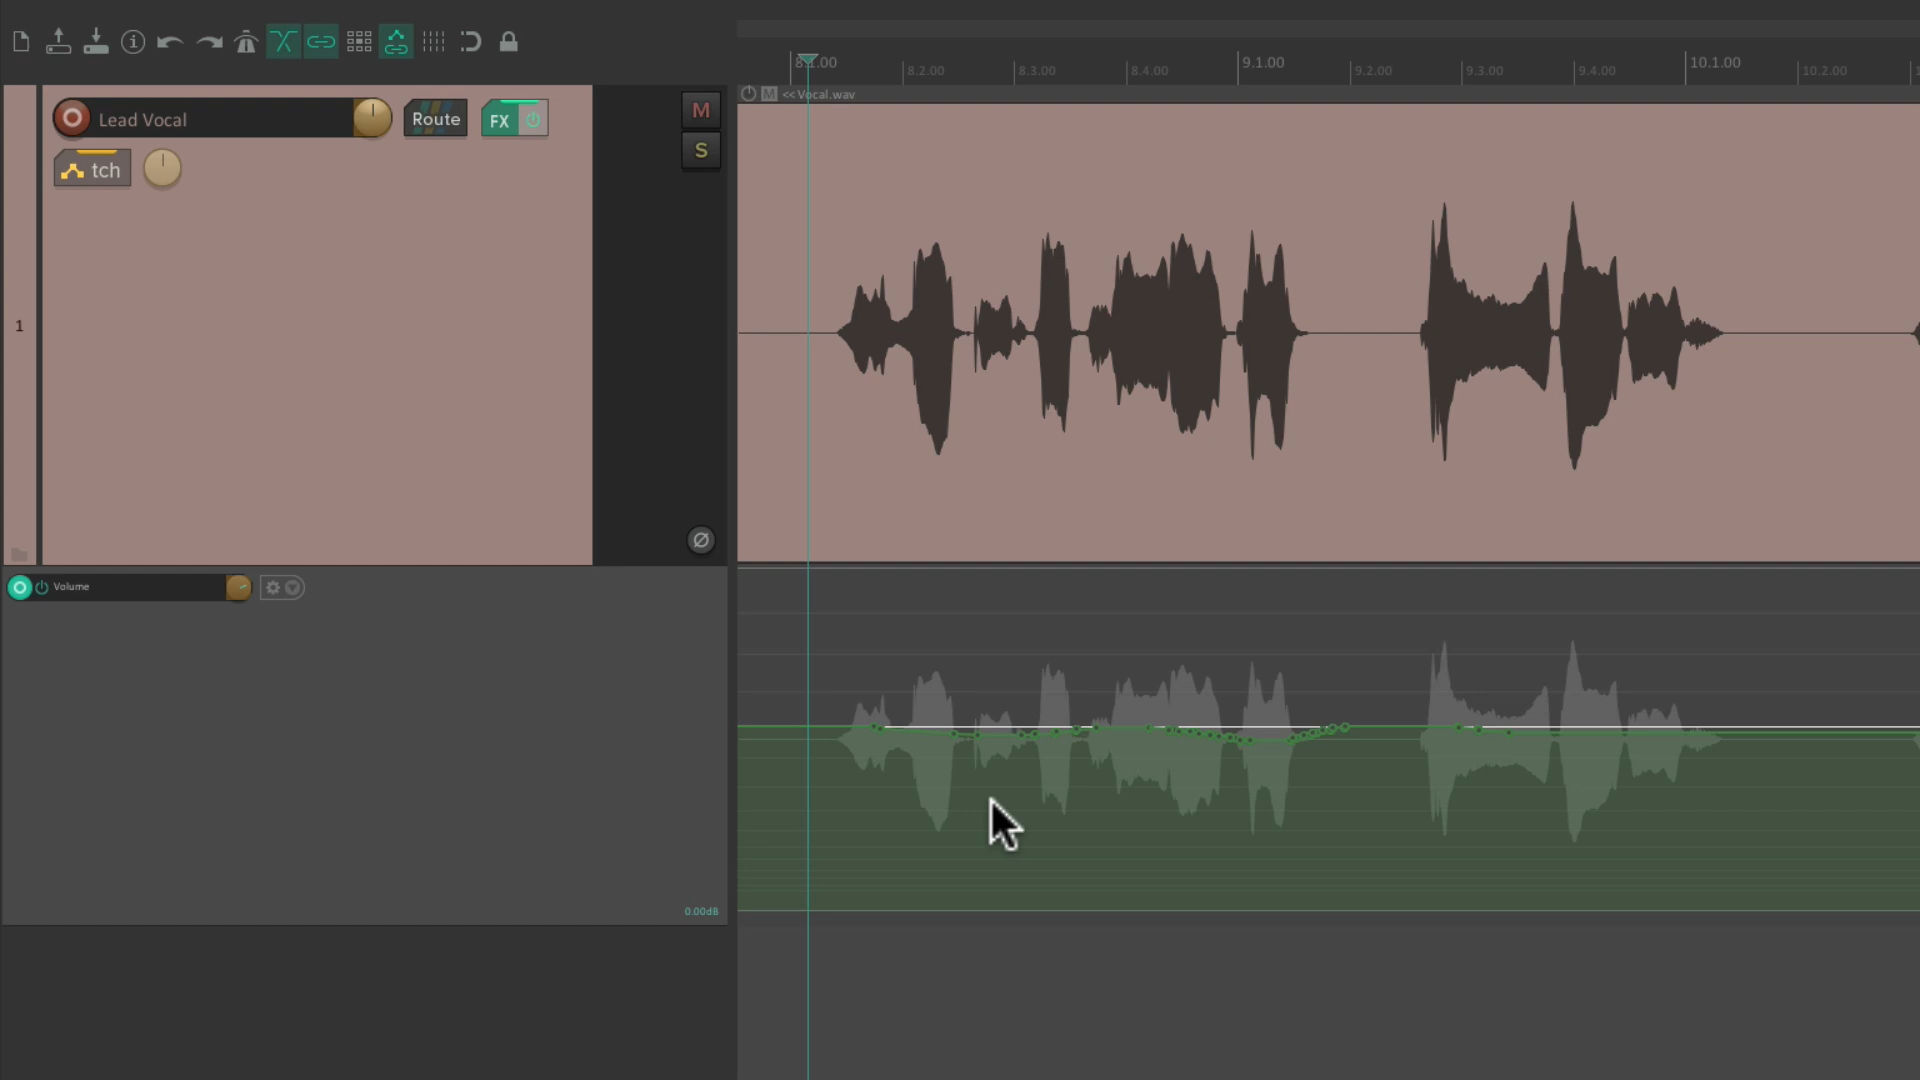 8.1.00 8.2.00 8.3.00 8.4.00 9.1.00 9.2.00 9.3.00 9.4.00 10.1.00 10.2.00
M << Vocal.wav
Lead Vocal Route FX M
tch S
1
Volume
0.00dB